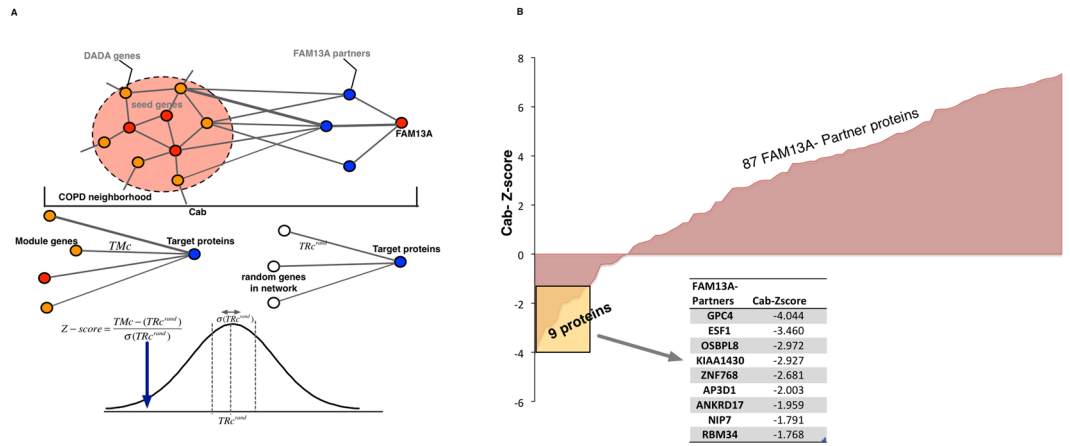 A
DADA genes
FAM13A partners
seed genes
FAM13A
COPD neighborhood
Cab
Module genes
TMc
Target proteins
TRc^rand
Target proteins
random genes
in network
Z − score = TMc − (TRc^rand) / σ(TRc^rand)
σ(TRc^rand)
TRc^rand
B
Cab- Z-score
8
6
4
2
0
-2
-4
-6
87 FAM13A- Partner proteins
9 proteins
FAM13A-
Partners Cab-Zscore
GPC4 -4.044
ESF1 -3.460
OSBPL8 -2.972
KIAA1430 -2.927
ZNF768 -2.681
AP3D1 -2.003
ANKRD17 -1.959
NIP7 -1.791
RBM34 -1.768